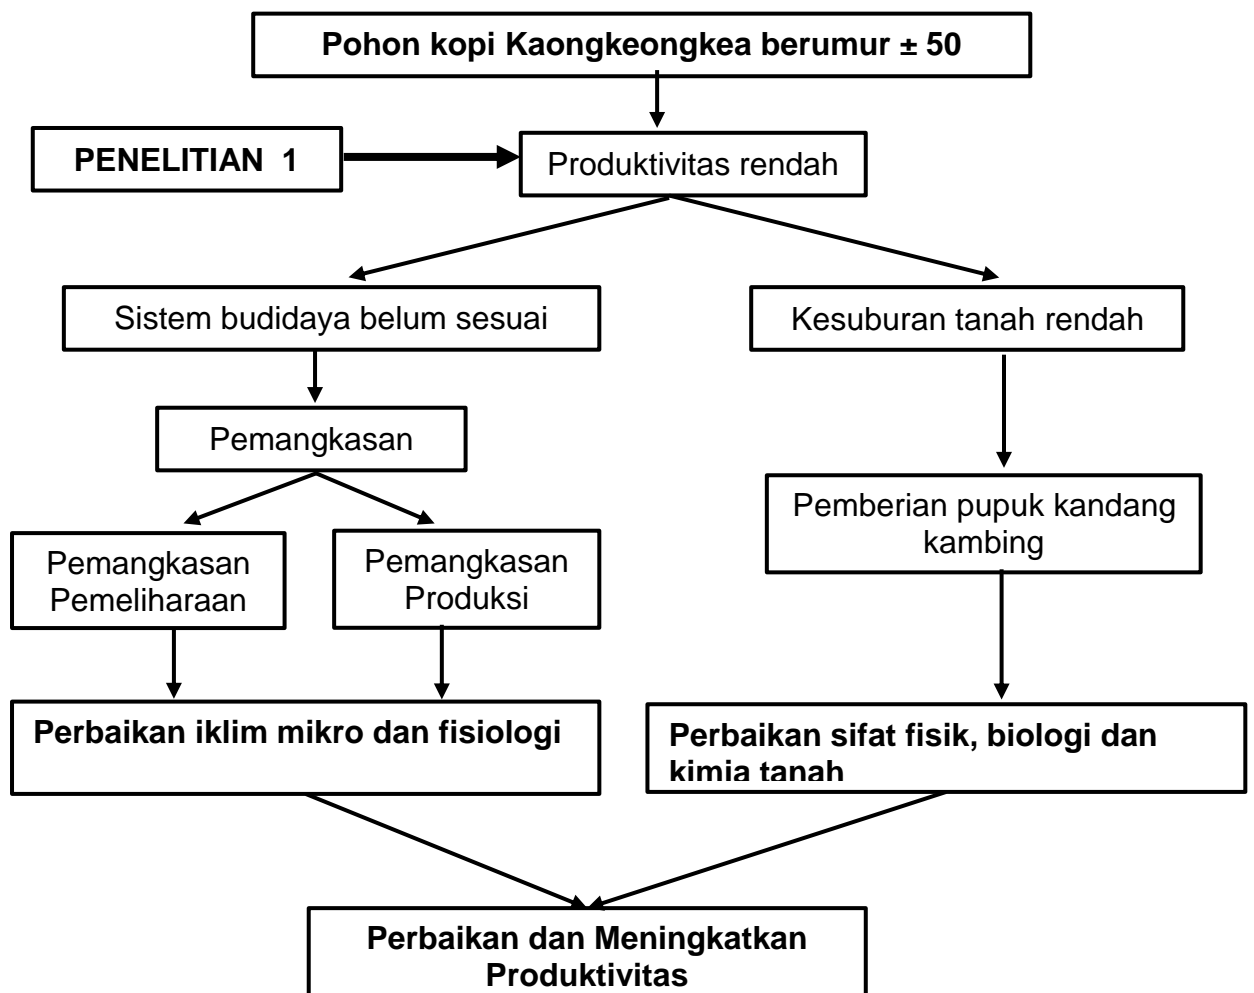 Pohon kopi Kaongkeongkea berumur ± 50
PENELITIAN 1
Produktivitas rendah
Sistem budidaya belum sesuai
Kesuburan tanah rendah
Pemangkasan
Pemberian pupuk kandang
kambing
Pemangkasan
Pemeliharaan
Pemangkasan
Produksi
Perbaikan iklim mikro dan fisiologi
Perbaikan sifat fisik, biologi dan
kimia tanah
Perbaikan dan Meningkatkan
Produktivitas